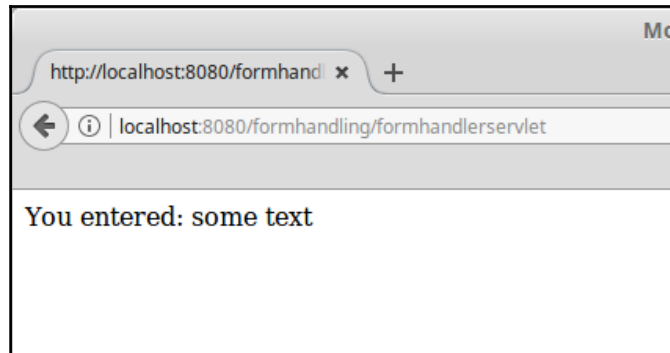 Mo
http://localhost:8080/formhandl
localhost:8080/formhandling/formhandlerservlet
You entered: some text